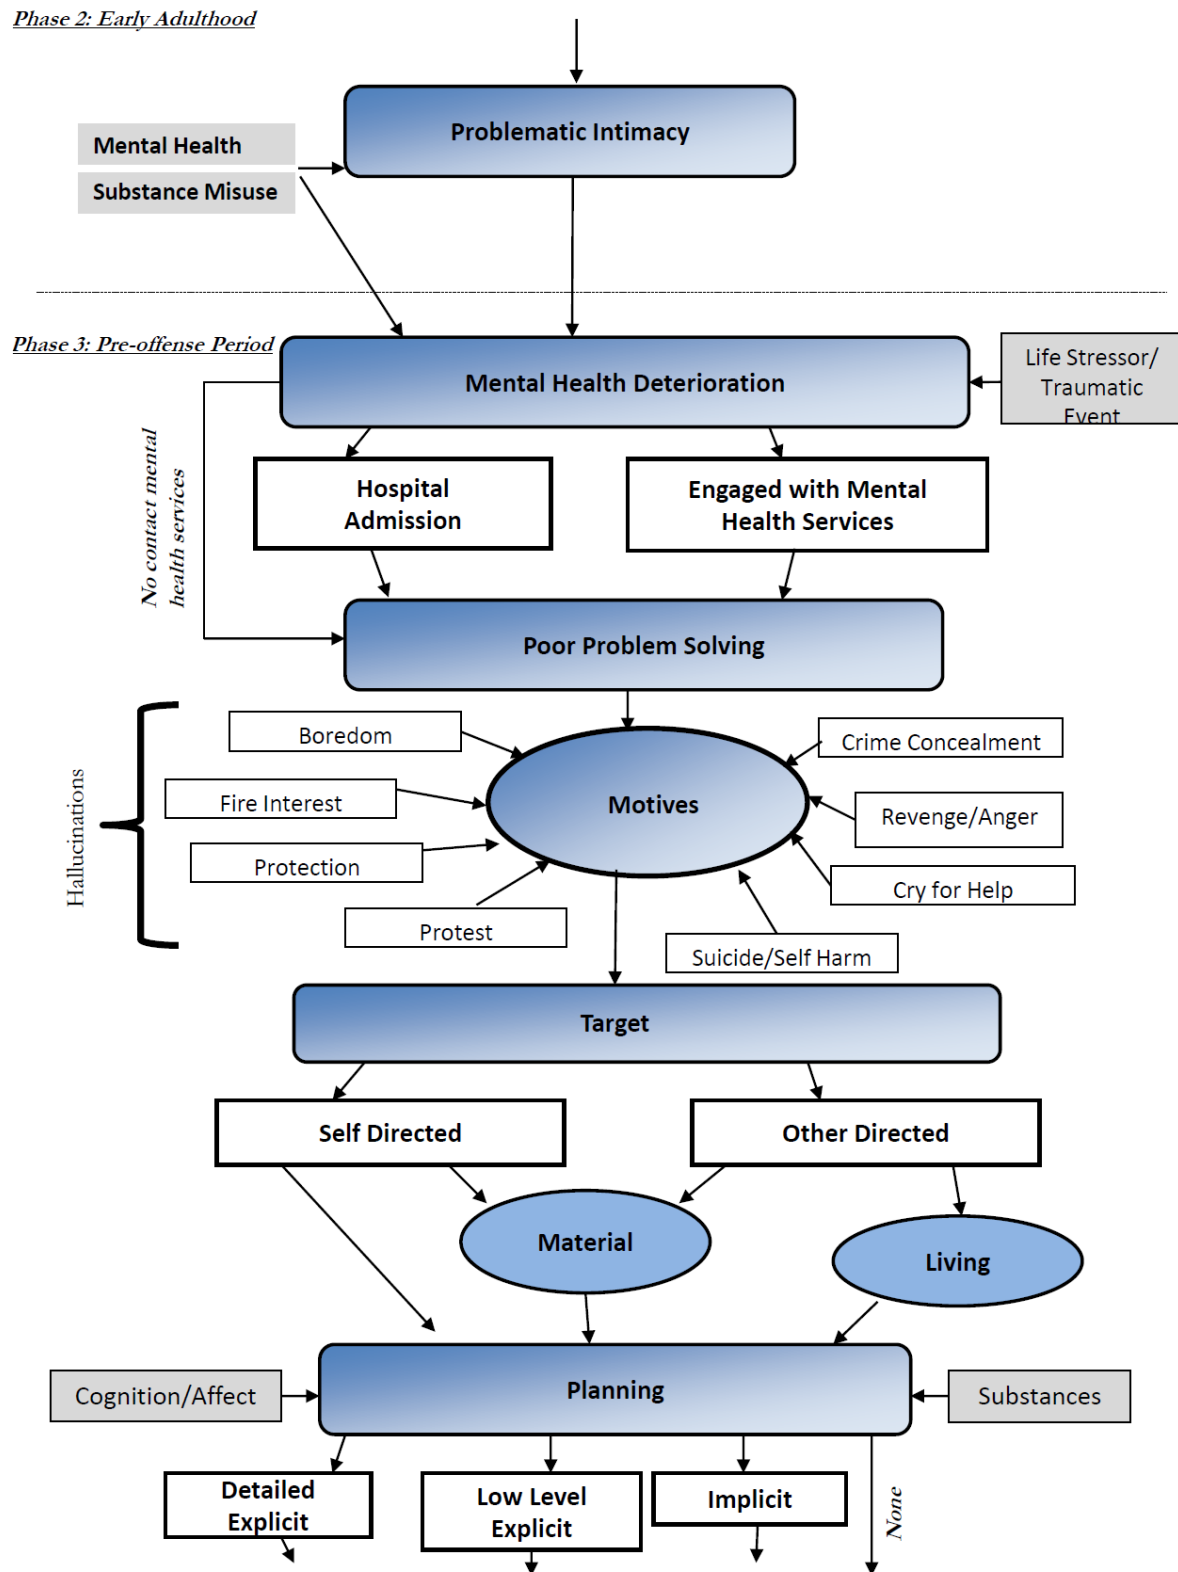 Phase 2: Early Adulthood
Problematic Intimacy
Mental Health
Substance Misuse
Phase 3: Pre-offense Period
Mental Health Deterioration
Life Stressor/
Traumatic
Event
No contact mental
health services
Hospital
Admission
Engaged with Mental
Health Services
Poor Problem Solving
Hallucinations
Boredom
Crime Concealment
Fire Interest
Motives
Revenge/Anger
Protection
Cry for Help
Protest
Suicide/Self Harm
Target
Self Directed
Other Directed
Material
Living
Cognition/Affect
Planning
Substances
Detailed
Explicit
Low Level
Explicit
Implicit
None